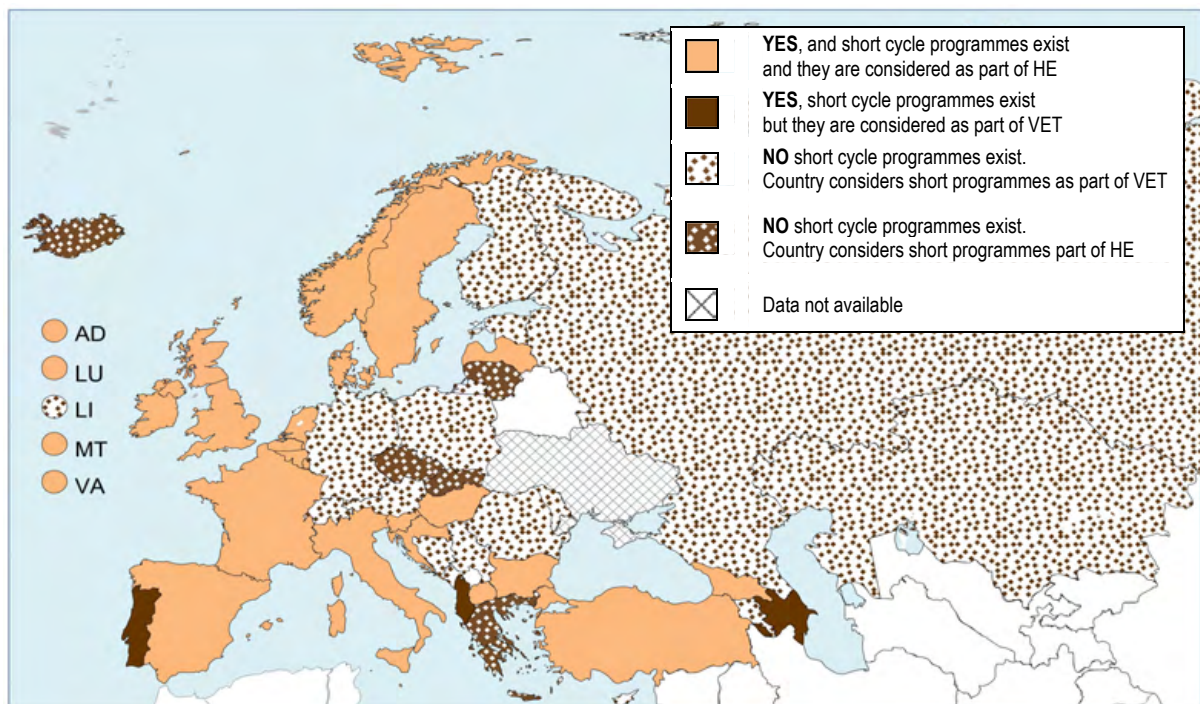 YES, and short cycle programmes exist
and they are considered as part of HE
YES, short cycle programmes exist
but they are considered as part of VET
NO short cycle programmes exist.
Country considers short programmes as part of VET
NO short cycle programmes exist.
Country considers short programmes part of HE
Data not available
AD
LU
LI
MT
VA